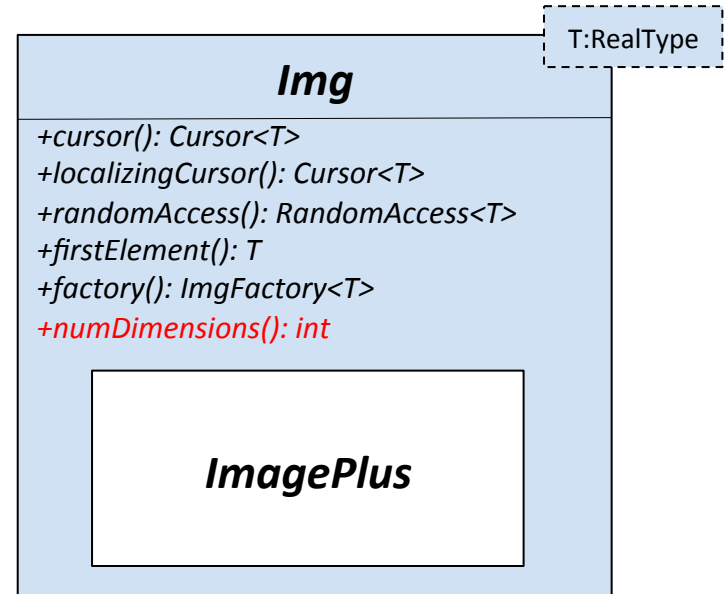 T:RealType
Img
+cursor(): Cursor<T>
+localizingCursor(): Cursor<T>
+randomAccess(): RandomAccess<T>
+firstElement(): T
+factory(): ImgFactory<T>
+numDimensions(): int
ImagePlus